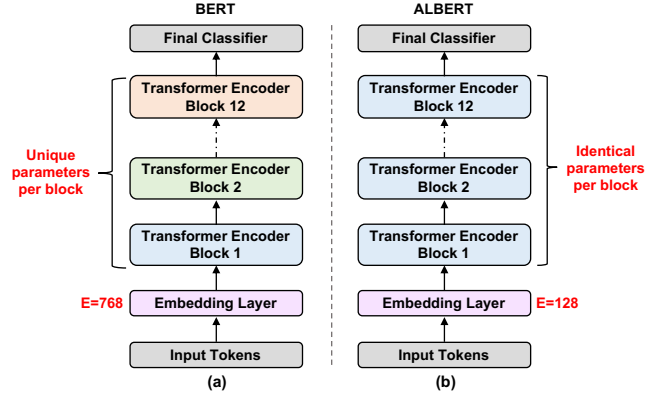 BERT
Final Classifier
Transformer Encoder
Block 12
Transformer Encoder
Block 2
Transformer Encoder
Block 1
Unique
parameters
per block
E=768
Embedding Layer
Input Tokens
(a)
ALBERT
Final Classifier
Transformer Encoder
Block 12
Transformer Encoder
Block 2
Transformer Encoder
Block 1
Identical
parameters
per block
Embedding Layer
E=128
Input Tokens
(b)